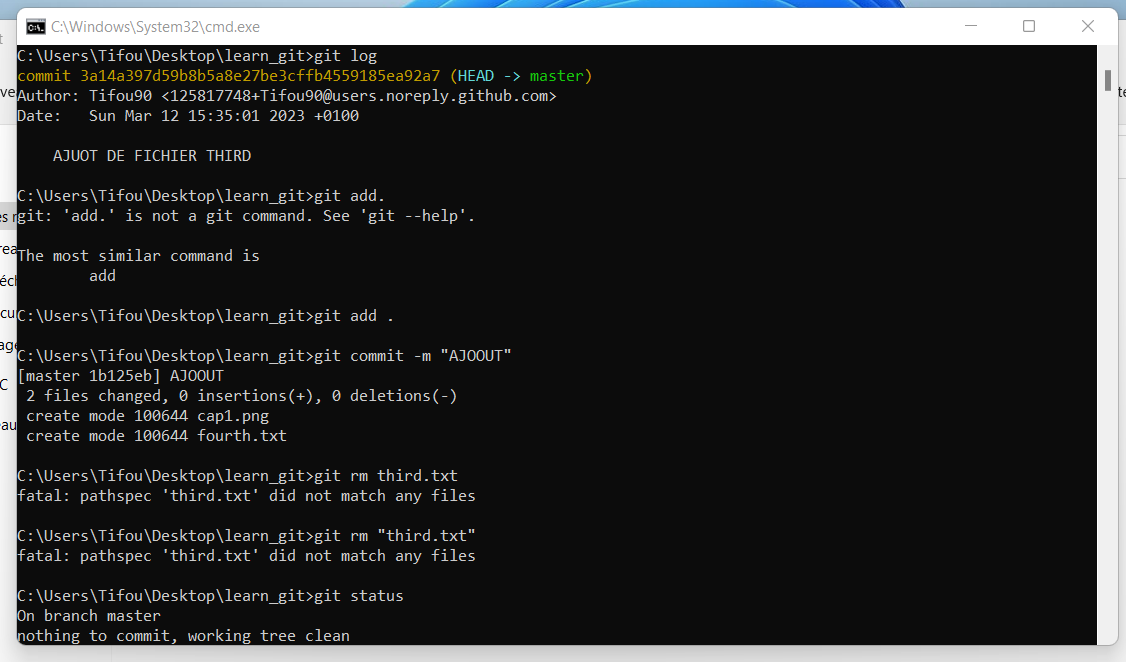 C:\Windows\System32\cmd.exe
C:\Users\Tifou\Desktop\learn_git>git log
commit 3a14a397d59b8b5a8e27be3cffb4559185ea92a7 (HEAD -> master)
Author: Tifou90 <125817748+Tifou90@users.noreply.github.com>
Date:   Sun Mar 12 15:35:01 2023 +0100
AJUOT DE FICHIER THIRD
C:\Users\Tifou\Desktop\learn_git>git add.
git: 'add.' is not a git command. See 'git --help'.
The most similar command is
add
C:\Users\Tifou\Desktop\learn_git>git add .
C:\Users\Tifou\Desktop\learn_git>git commit -m "AJOOUT"
[master 1b125eb] AJOOUT
2 files changed, 0 insertions(+), 0 deletions(-)
create mode 100644 cap1.png
create mode 100644 fourth.txt
C:\Users\Tifou\Desktop\learn_git>git rm third.txt
fatal: pathspec 'third.txt' did not match any files
C:\Users\Tifou\Desktop\learn_git>git rm "third.txt"
fatal: pathspec 'third.txt' did not match any files
C:\Users\Tifou\Desktop\learn_git>git status
On branch master
nothing to commit, working tree clean